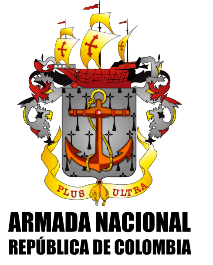 PLUS ULTRA
ARMADA NACIONAL
REPÚBLICA DE COLOMBIA